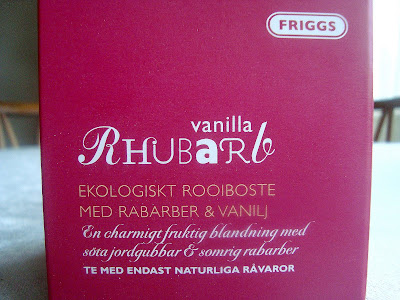 FRIGGS
vanilla
RHUBARb
EKOLOGISKT ROOIBOSTE
MED RABARBER & VANILJ
En charmigt fruktig blandning med
söta jordgubbar & somrig rabarber
TE MED ENDAST NATURLIGA RÅVAROR